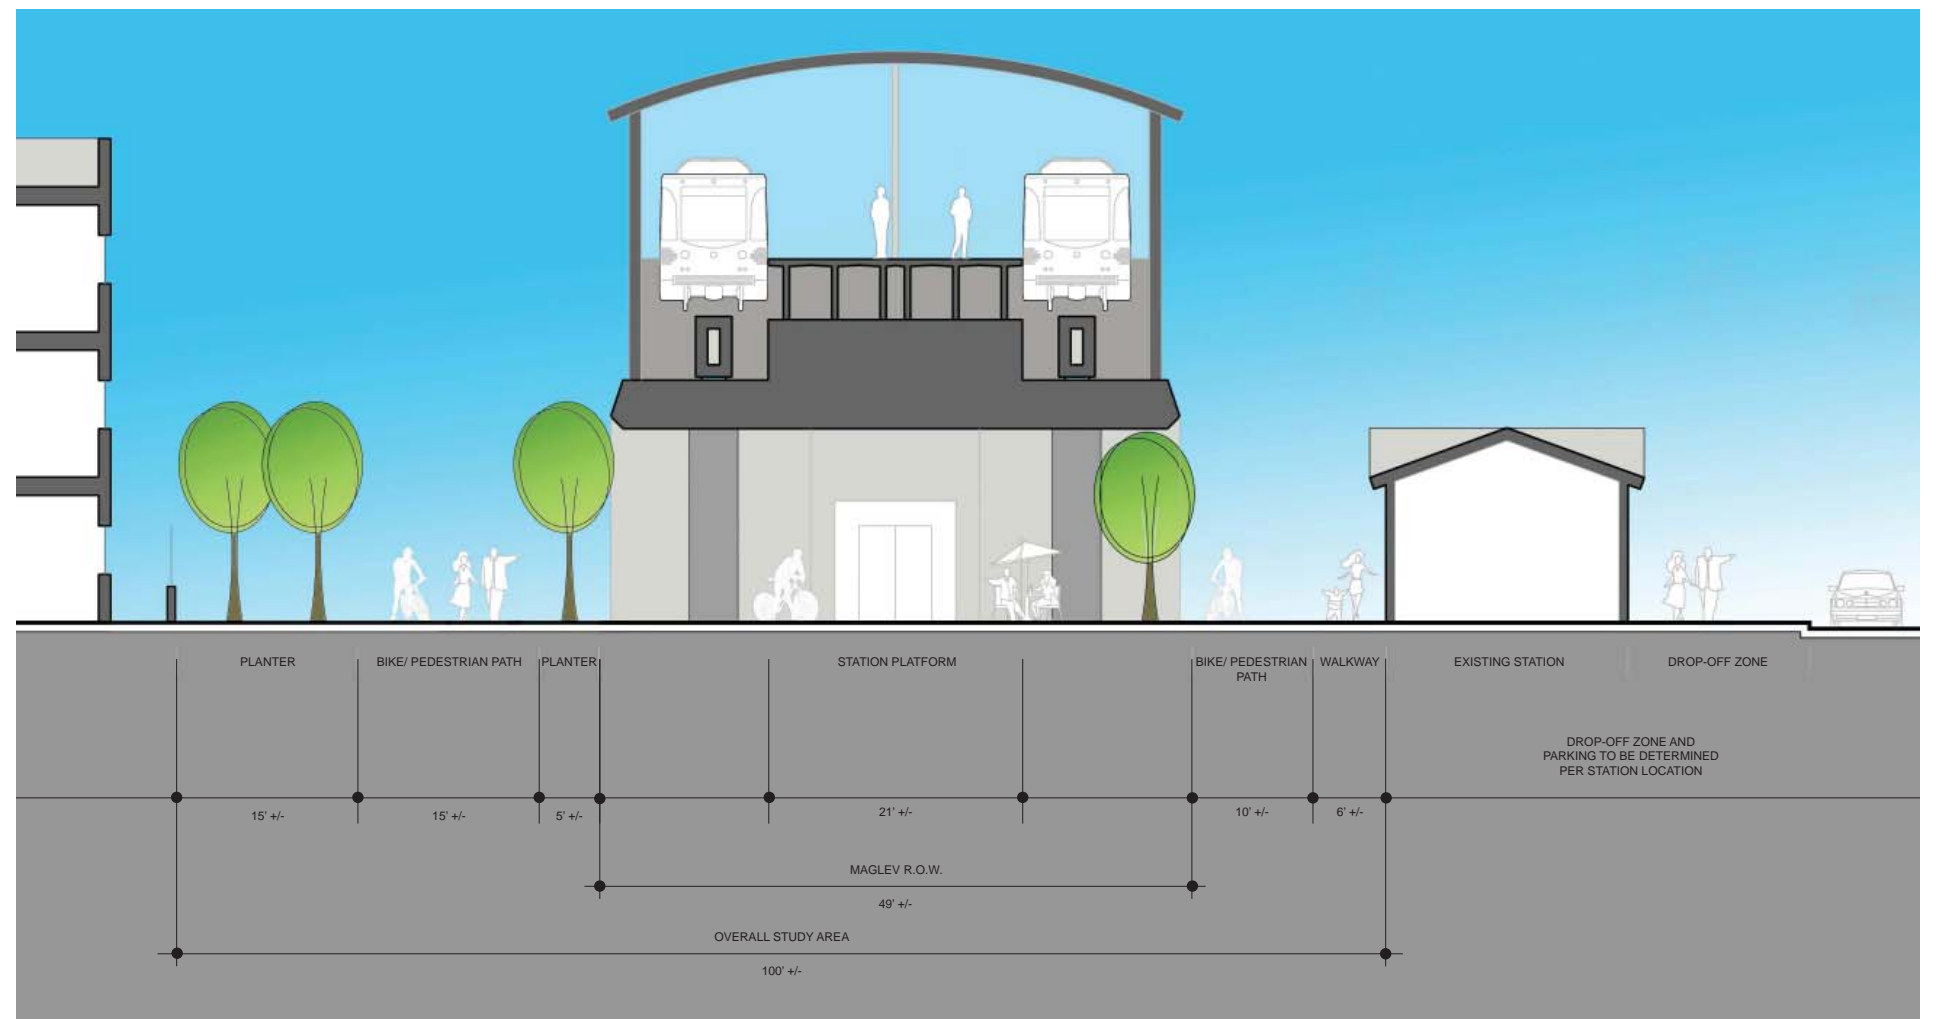 PLANTER
BIKE/ PEDESTRIAN PATH
PLANTER
STATION PLATFORM
BIKE/ PEDESTRIAN
PATH
WALKWAY
EXISTING STATION
DROP-OFF ZONE
DROP-OFF ZONE AND
PARKING TO BE DETERMINED
PER STATION LOCATION
15' +/-
15' +/-
5' +/-
21' +/-
10' +/-
6' +/-
MAGLEV R.O.W.
49' +/-
OVERALL STUDY AREA
100' +/-